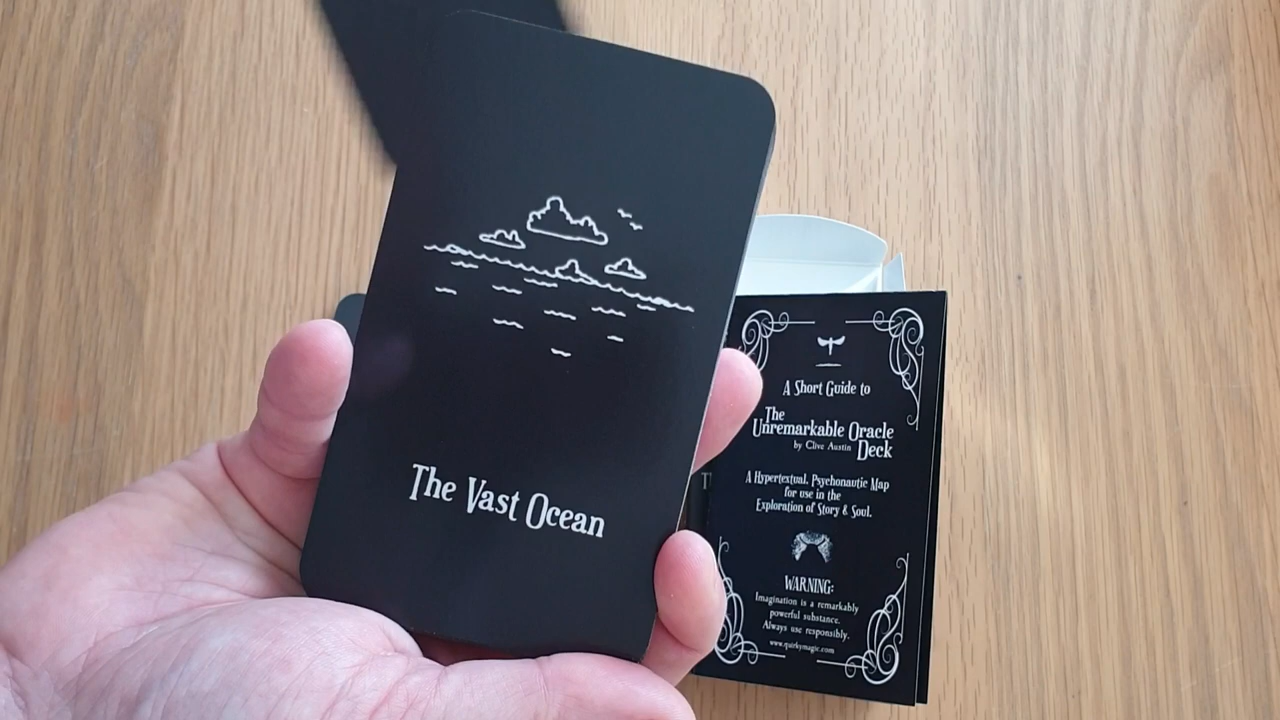 The Vast Ocean
A Short Guide to
The
Unremarkable Oracle
by Clive Austin Deck
A Hypertextual, Psychonautic Map
for use in the
Exploration of Story & Soul.
WARNING:
Imagination is a remarkably
powerful substance.
Always use responsibly.
www.quirkymagic.com